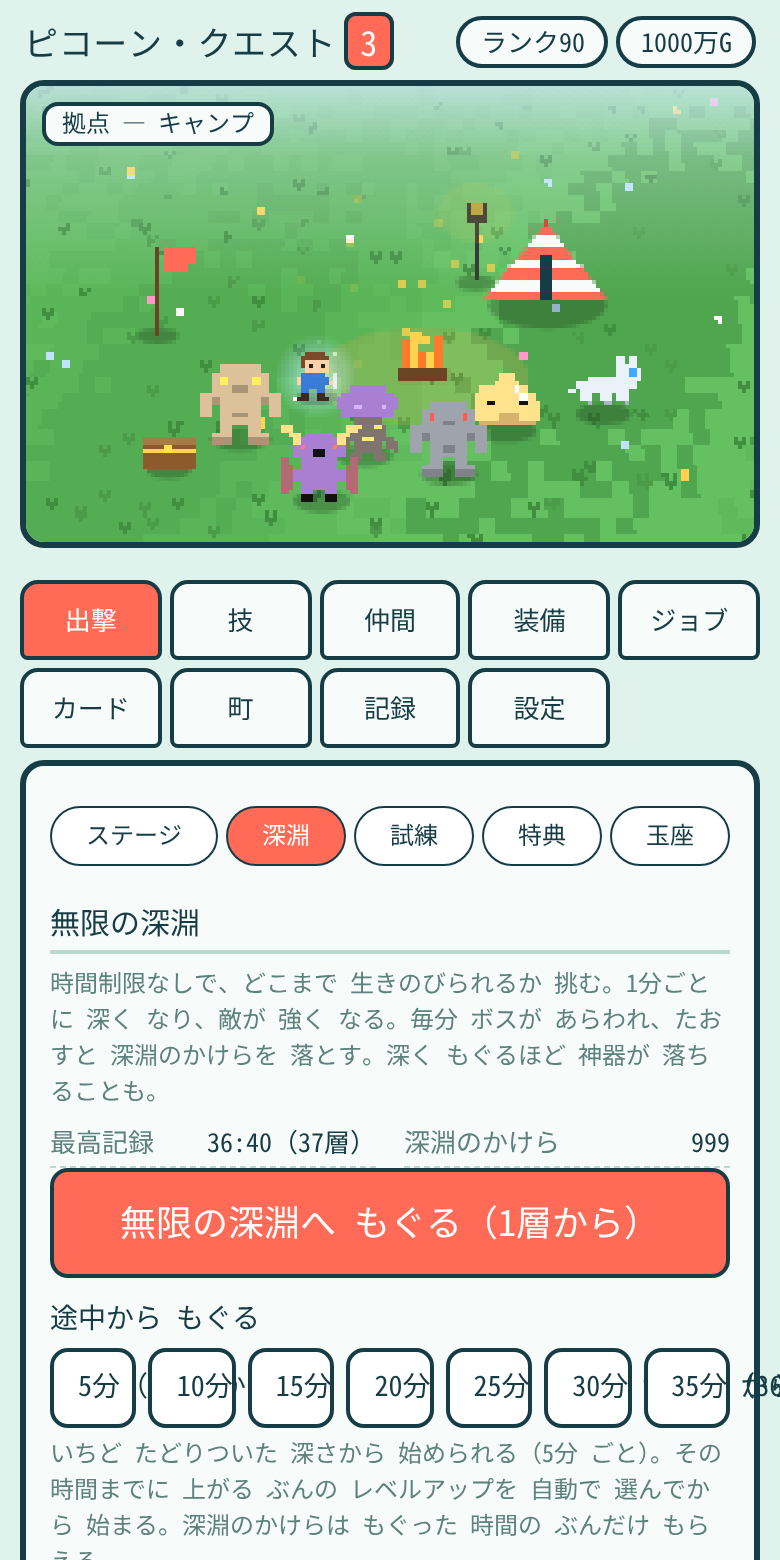 ピコーン・クエスト 3 ランク90 1000万G
拠点 — キャンプ
出撃 技 仲間 装備 ジョブ
カード 町 記録 設定
ステージ 深淵 試練 特典 玉座
無限の深淵
時間制限なしで、どこまで 生きのびられるか 挑む。1分ごと
に 深く なり、敵が 強く なる。毎分 ボスが あらわれ、たお
すと 深淵のかけらを 落とす。深く もぐるほど 神器が 落ち
ることも。
最高記録 36:40（37層） 深淵のかけら 999
無限の深淵へ もぐる（1層から）
途中から もぐる
5分 10分 15分 20分 25分 30分 35分
いちど たどりついた 深さから 始められる（5分 ごと）。その
時間までに 上がる ぶんの レベルアップを 自動で 選んでか
ら 始まる。深淵のかけらは もぐった 時間の ぶんだけ もら
える